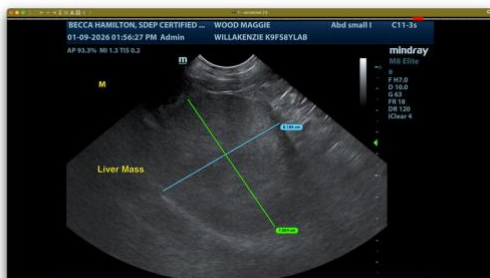 BECCA HAMILTON, SDEP CERTIFIED ... WOOD MAGGIE Abd small I C11-3s
01-09-2026 01:56:27 PM Admin WILLAKENZIE K9FS8YLAB
AP 93.3% MI 1.3 TIS 0.2
mindray
M8 Elite
m
B
F H7.0
D 10.0
G 63
FR 18
DR 120
iClear 4
M
Liver Mass